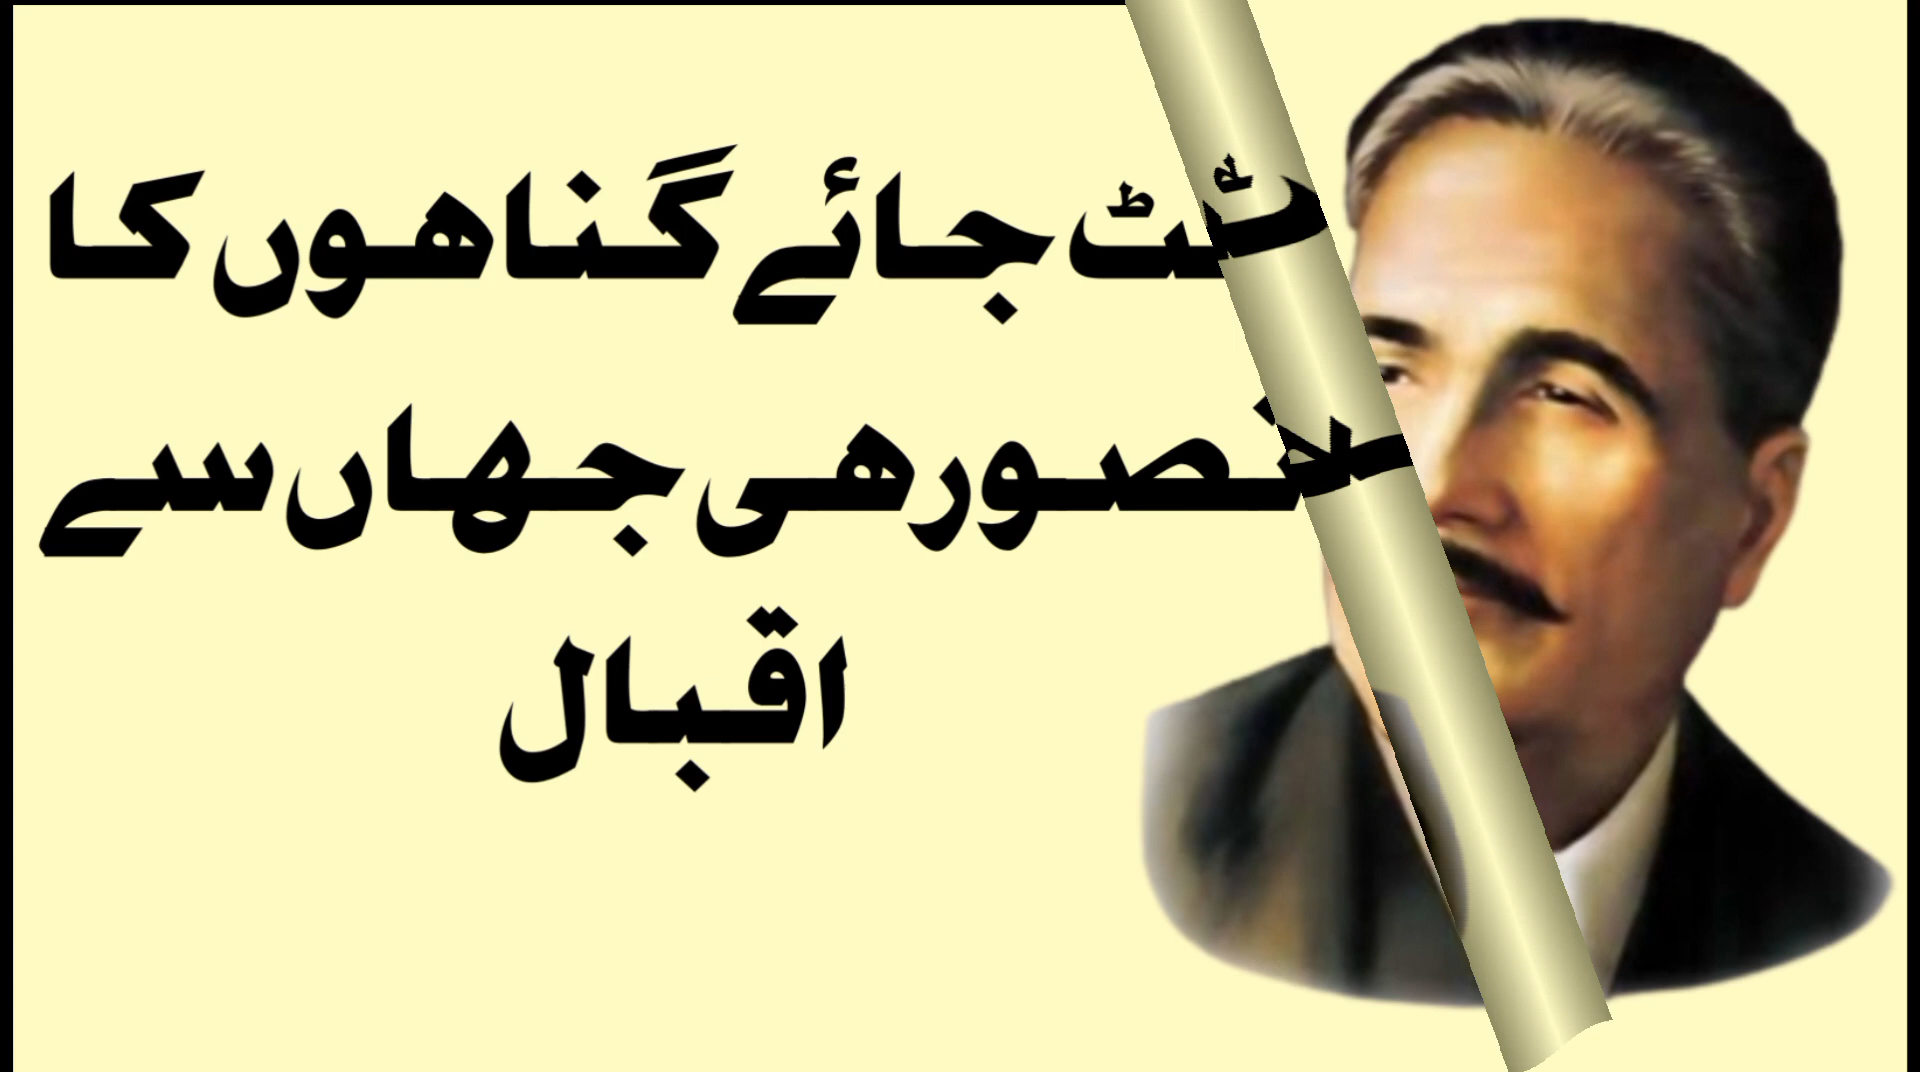 جائے گناھوں کا
ھی جھاں سے
اقبال